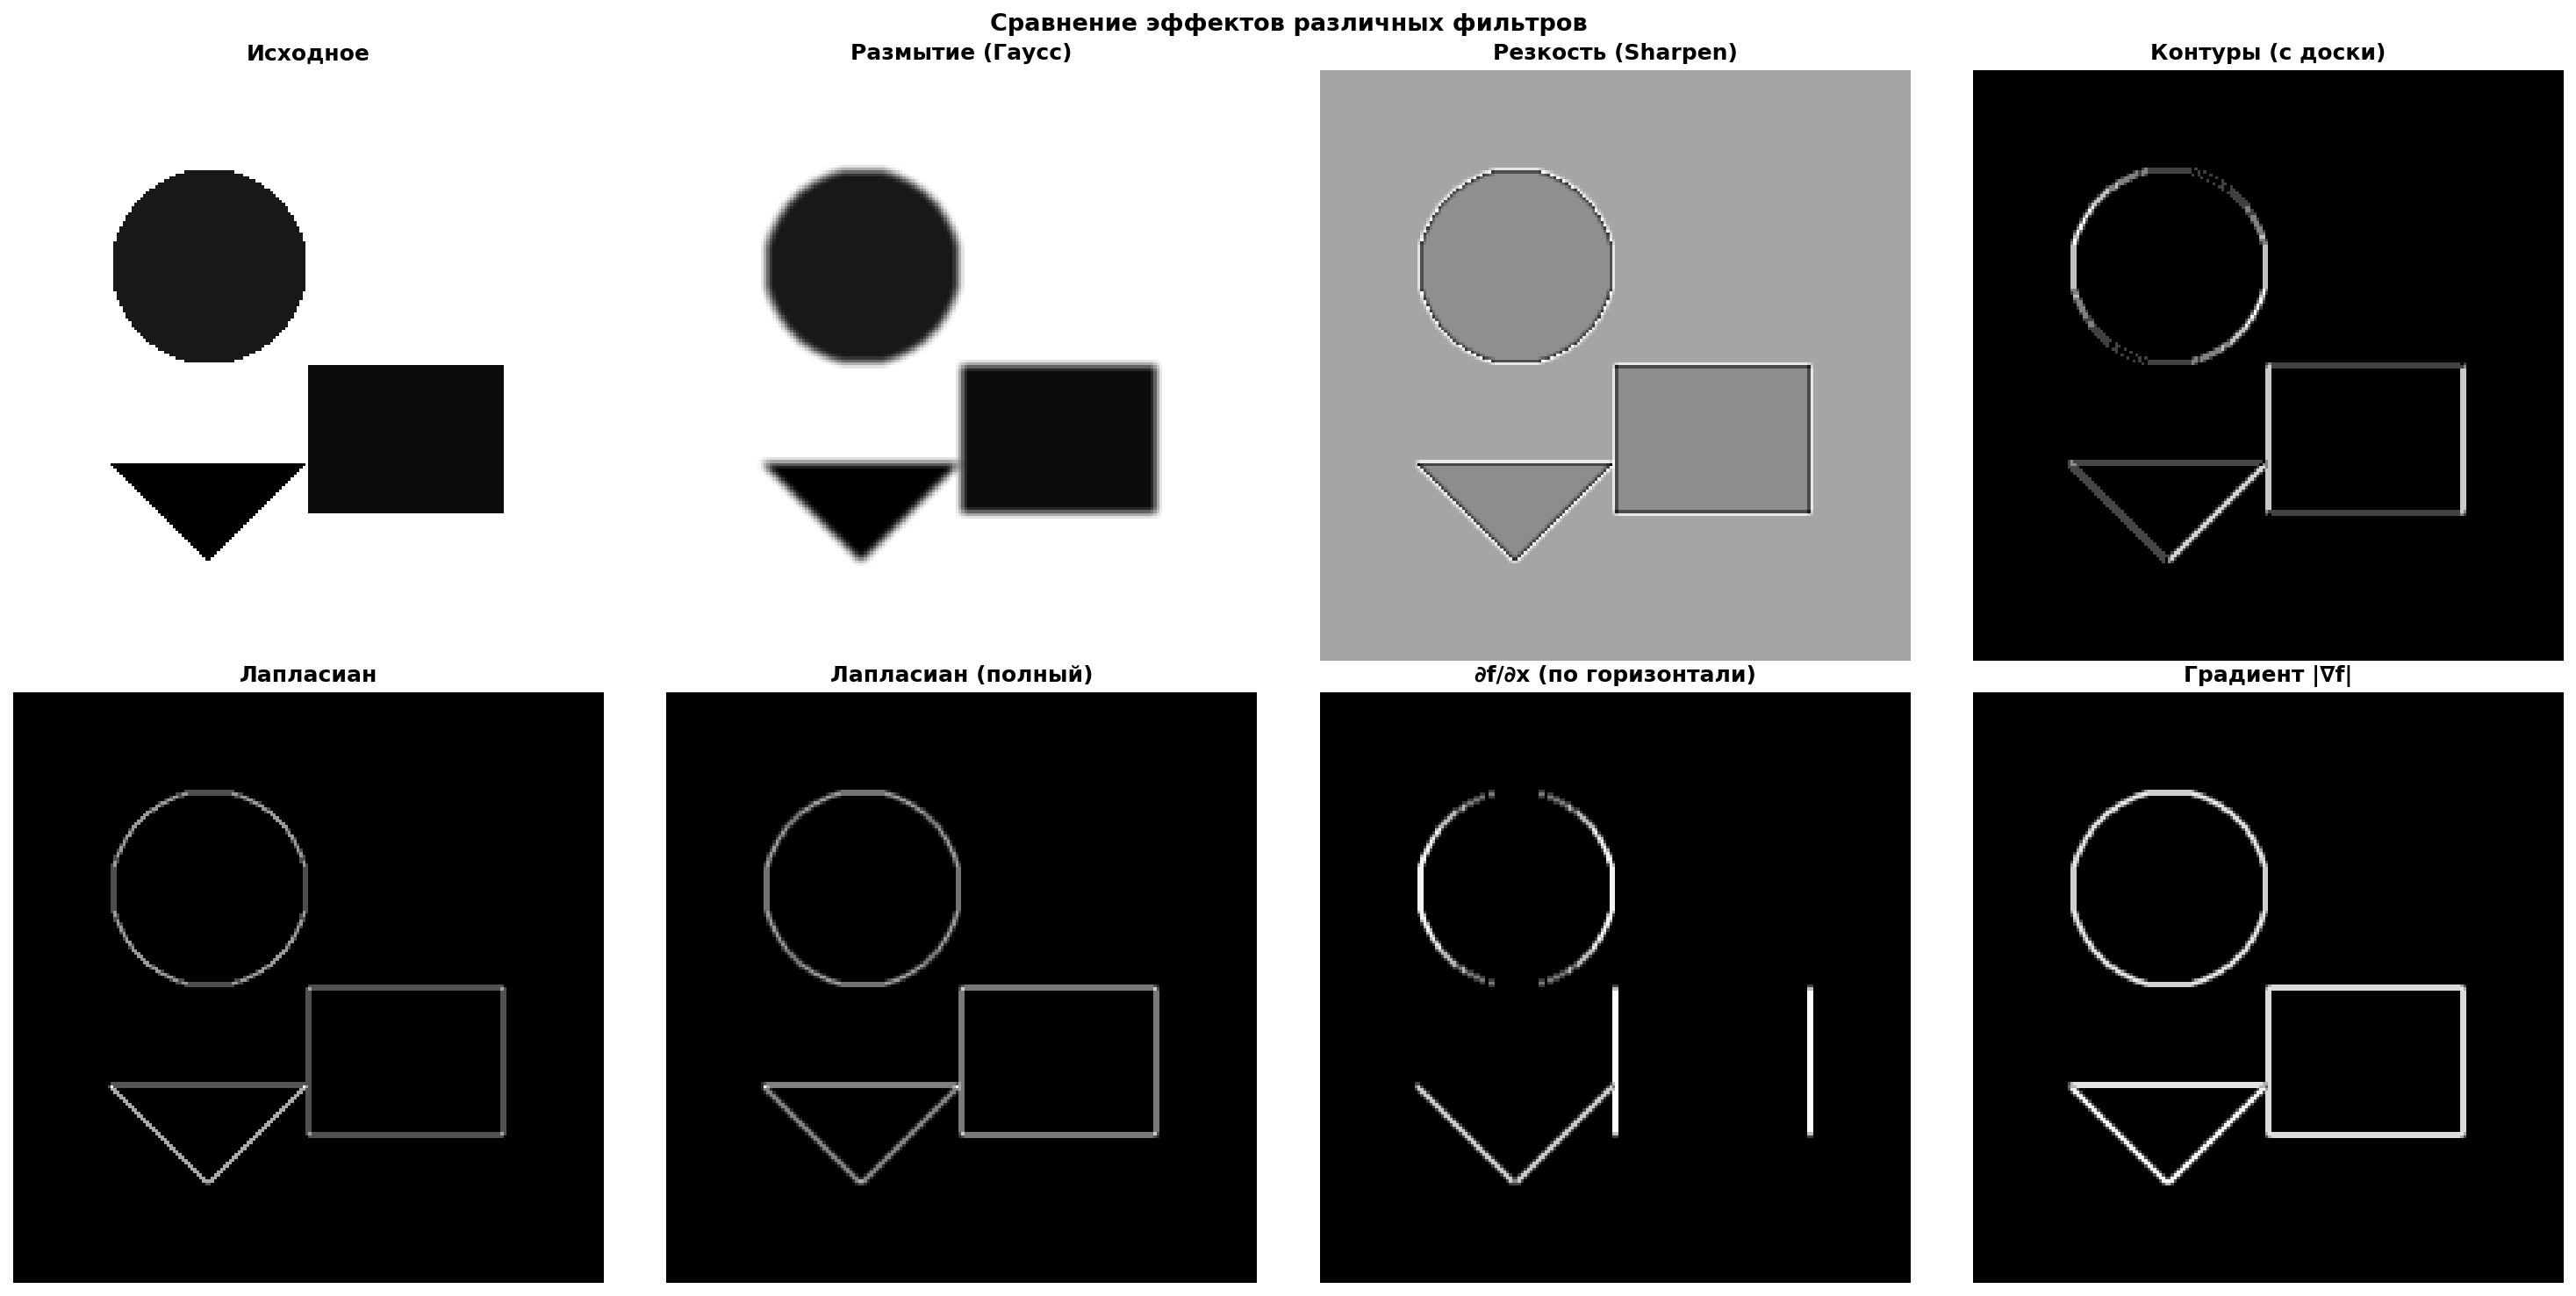 Сравнение эффектов различных фильтров
Исходное
Размытие (Гаусс)
Резкость (Sharpen)
Контуры (с доски)
Лапласиан
Лапласиан (полный)
∂f/∂x (по горизонтали)
Градиент |∇f|